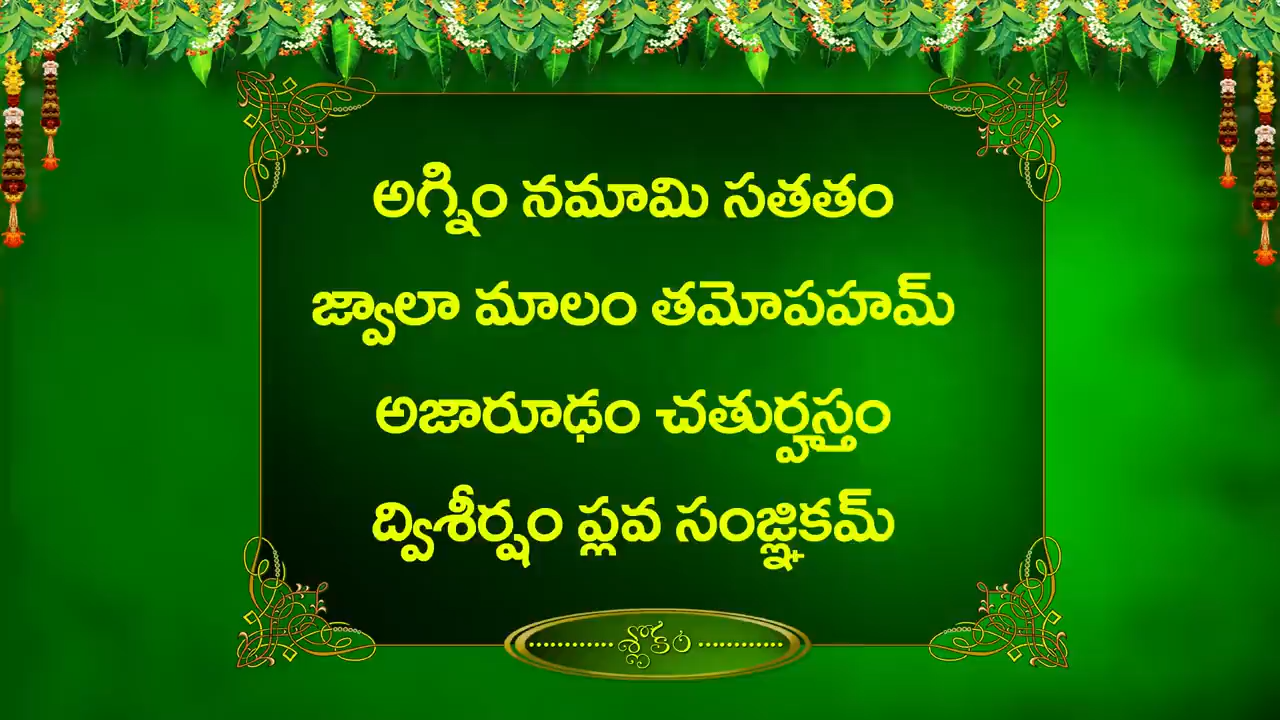 అగ్నిం నమామి సతతం
జ్వాలా మాలం తమోపహమ్
అజారూఢం చతుర్హస్తం
ద్విశీర్షం ప్లవ సంజ్ఞికమ్
శ్లోకం